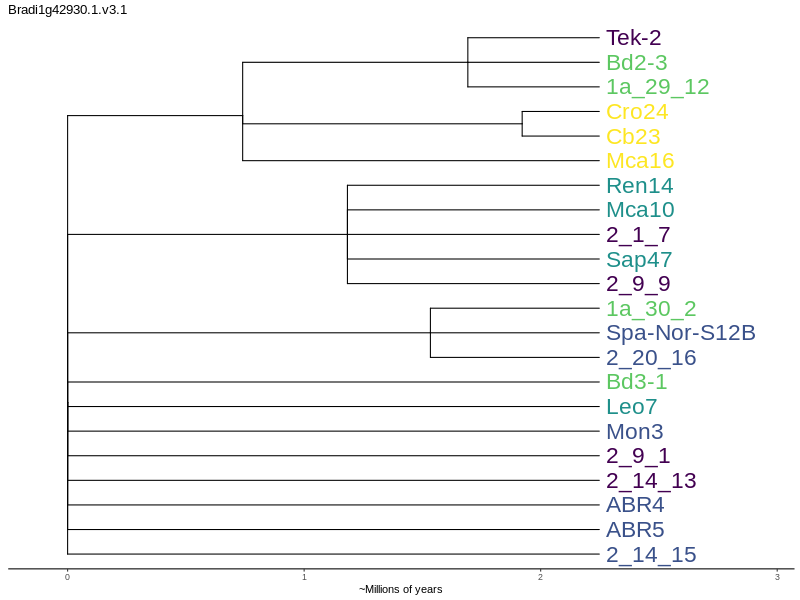 Bradi1g42930.1.v3.1
Tek-2
Bd2-3
1a_29_12
Cro24
Cb23
Mca16
Ren14
Mca10
2_1_7
Sap47
2_9_9
1a_30_2
Spa-Nor-S12B
2_20_16
Bd3-1
Leo7
Mon3
2_9_1
2_14_13
ABR4
ABR5
2_14_15
0 1 2 3
~Millions of years